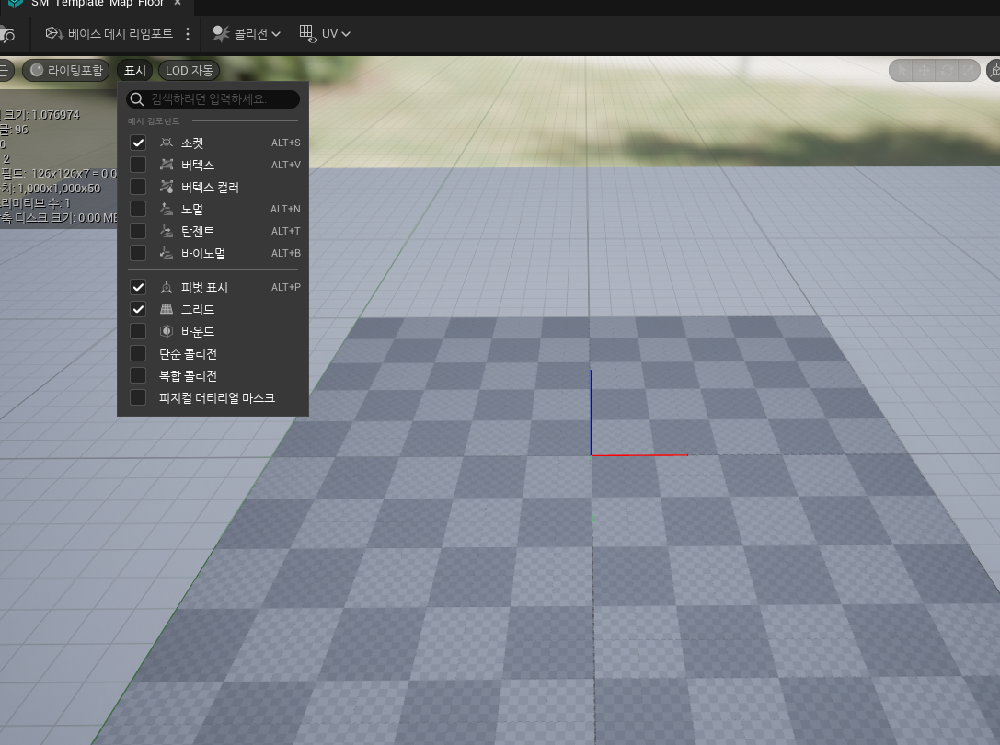 SM_Template_Map_Floor
베이스 메시 리임포트
콜리전
UV
라이팅포함
표시
LOD 자동
검색하려면 입력하세요.
메시 컴포넌트
소켓 ALT+S
버텍스 ALT+V
버텍스 컬러
노멀 ALT+N
탄젠트 ALT+T
바이노멀 ALT+B
피벗 표시 ALT+P
그리드
바운드
단순 콜리전
복합 콜리전
피지컬 머티리얼 마스크
크기: 1.076974
글: 96
0
2
필드: 126x126x7 = 0.0
치: 1,000x1,000x50
리미티브 수: 1
축 디스크 크기: 0.00 ME